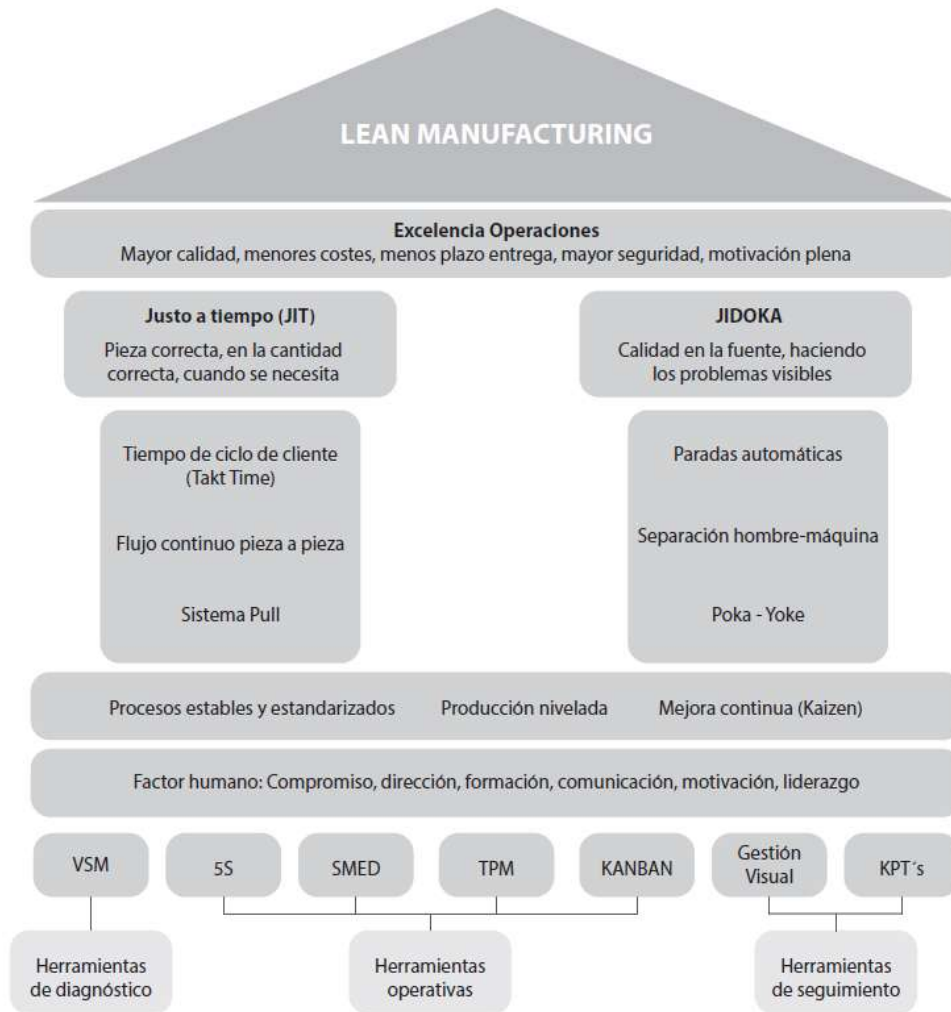 LEAN MANUFACTURING
Excelencia Operaciones
Mayor calidad, menores costes, menos plazo entrega, mayor seguridad, motivación plena
Justo a tiempo (JIT)
Pieza correcta, en la cantidad
correcta, cuando se necesita
JIDOKA
Calidad en la fuente, haciendo
los problemas visibles
Tiempo de ciclo de cliente
(Takt Time)
Flujo continuo pieza a pieza
Sistema Pull
Paradas automáticas
Separación hombre-máquina
Poka - Yoke
Procesos estables y estandarizados Producción nivelada Mejora continua (Kaizen)
Factor humano: Compromiso, dirección, formación, comunicación, motivación, liderazgo
VSM
5S
SMED
TPM
KANBAN
Gestión
Visual
KPT´s
Herramientas
de diagnóstico
Herramientas
operativas
Herramientas
de seguimiento